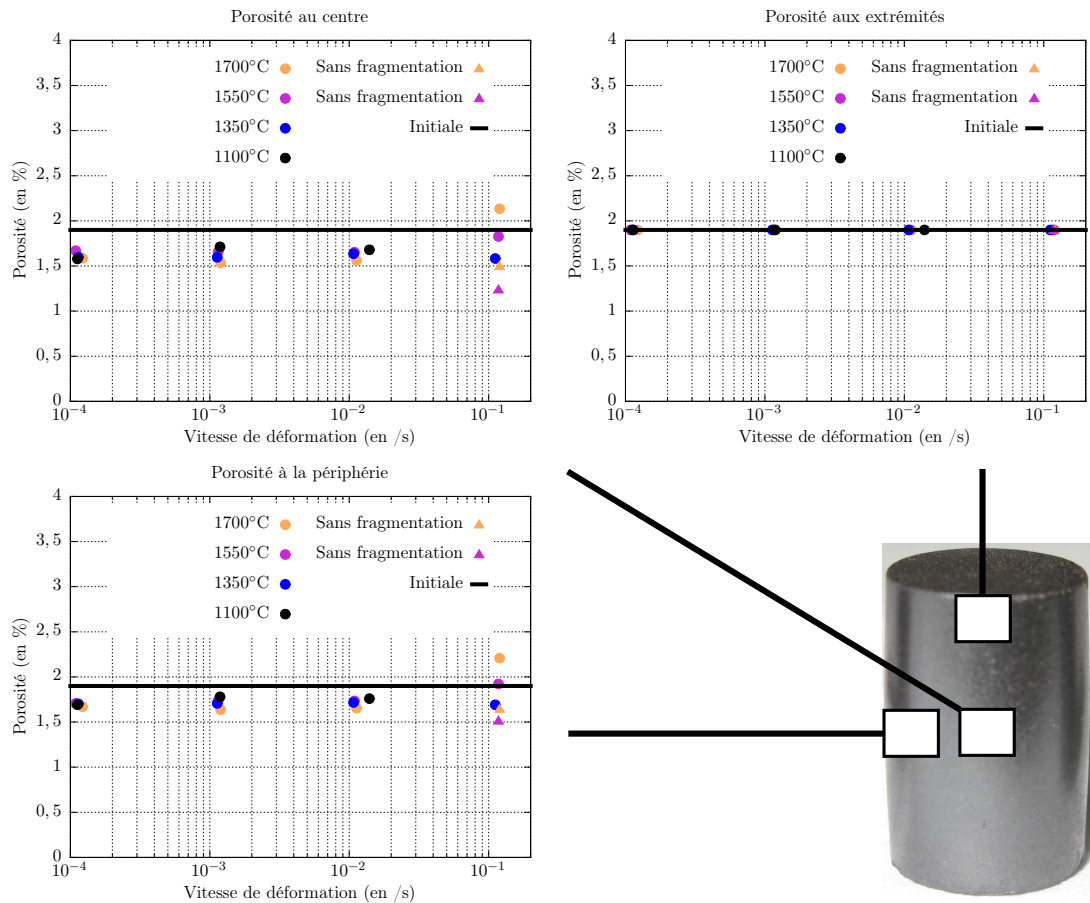 Porosité au centre
Porosité (en %)
4
3, 5
3
2, 5
2
1, 5
1
0, 5
0
1700°C Sans fragmentation
1550°C Sans fragmentation
1350°C Initiale
1100°C
10⁻⁴ 10⁻³ 10⁻² 10⁻¹
Vitesse de déformation (en /s)
Porosité aux extrémités
Porosité (en %)
4
3, 5
3
2, 5
2
1, 5
1
0, 5
0
1700°C Sans fragmentation
1550°C Sans fragmentation
1350°C Initiale
1100°C
10⁻⁴ 10⁻³ 10⁻² 10⁻¹
Vitesse de déformation (en /s)
Porosité à la périphérie
Porosité (en %)
4
3, 5
3
2, 5
2
1, 5
1
0, 5
0
1700°C Sans fragmentation
1550°C Sans fragmentation
1350°C Initiale
1100°C
10⁻⁴ 10⁻³ 10⁻² 10⁻¹
Vitesse de déformation (en /s)